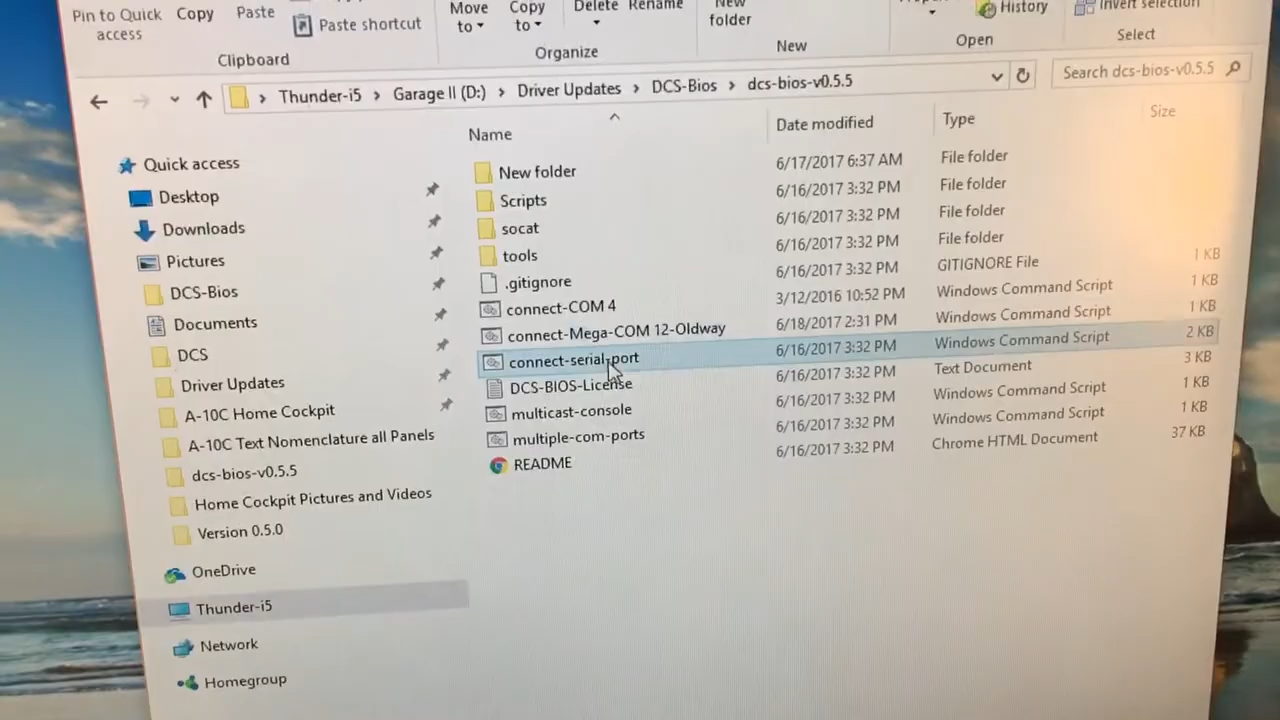 Pin to Quick access
Copy
Paste
Paste shortcut
Clipboard
Move to
Copy to
Delete
Rename
Organize
New folder
New
History
Open
Invert selection
Select
Thunder-i5 > Garage II (D:) > Driver Updates > DCS-Bios > dcs-bios-v0.5.5
Search dcs-bios-v0.5.5
Name Date modified Type Size
New folder 6/17/2017 6:37 AM File folder
Scripts 6/16/2017 3:32 PM File folder
socat 6/16/2017 3:32 PM File folder
tools 6/16/2017 3:32 PM File folder
.gitignore 6/16/2017 3:32 PM GITIGNORE File 1 KB
connect-COM 4 3/12/2016 10:52 PM Windows Command Script 1 KB
connect-Mega-COM 12-Oldway 6/18/2017 2:31 PM Windows Command Script 1 KB
connect-serial-port 6/16/2017 3:32 PM Windows Command Script 2 KB
DCS-BIOS-License 6/16/2017 3:32 PM Text Document 3 KB
multicast-console 6/16/2017 3:32 PM Windows Command Script 1 KB
multiple-com-ports 6/16/2017 3:32 PM Windows Command Script 1 KB
README 6/16/2017 3:32 PM Chrome HTML Document 37 KB
Quick access
Desktop
Downloads
Pictures
DCS-Bios
Documents
DCS
Driver Updates
A-10C Home Cockpit
A-10C Text Nomenclature all Panels
dcs-bios-v0.5.5
Home Cockpit Pictures and Videos
Version 0.5.0
OneDrive
Thunder-i5
Network
Homegroup